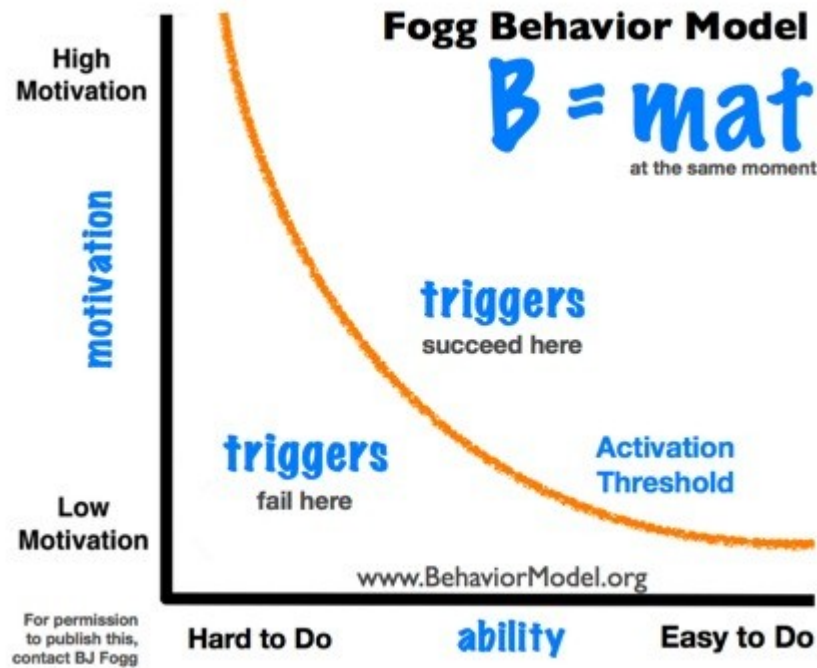 Fogg Behavior Model
B = mat
at the same moment
High
Motivation
motivation
triggers
succeed here
triggers
fail here
Activation
Threshold
Low
Motivation
www.BehaviorModel.org
For permission
to publish this,
contact BJ Fogg
Hard to Do
ability
Easy to Do